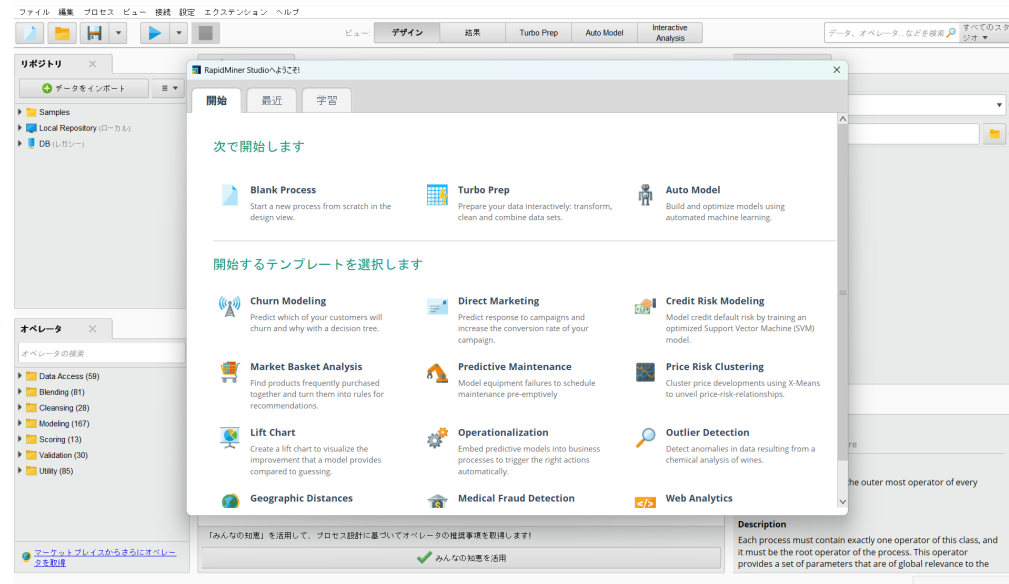 ファイル 編集 プロセス ビュー 接続 設定 エクステンション ヘルプ
ビュー:
デザイン
結果
Turbo Prep
Auto Model
Interactive
Analysis
データ、オペレータ...などを検索
すべてのスタ
ジオ ▼
リポジトリ
データをインポート
Samples
Local Repository (ローカル)
DB (レガシー)
オペレータ
オペレータの検索
Data Access (59)
Blending (81)
Cleansing (28)
Modeling (167)
Scoring (13)
Validation (30)
Utility (85)
マーケットプレイスからさらにオペレー
タを取得
RapidMiner Studioへようこそ!
開始
最近
学習
次で開始します
Blank Process
Start a new process from scratch in the
design view.
Turbo Prep
Prepare your data interactively: transform,
clean and combine data sets.
Auto Model
Build and optimize models using
automated machine learning.
開始するテンプレートを選択します
Churn Modeling
Predict which of your customers will
churn and why with a decision tree.
Direct Marketing
Predict response to campaigns and
increase the conversion rate of your
campaign.
Credit Risk Modeling
Model credit default risk by training an
optimized Support Vector Machine (SVM)
model.
Market Basket Analysis
Find products frequently purchased
together and turn them into rules for
recommendations.
Predictive Maintenance
Model equipment failures to schedule
maintenance pre-emptively
Price Risk Clustering
Cluster price developments using X-Means
to unveil price-risk-relationships.
Lift Chart
Create a lift chart to visualize the
improvement that a model provides
compared to guessing.
Operationalization
Embed predictive models into business
processes to trigger the right actions
automatically.
Outlier Detection
Detect anomalies in data resulting from a
chemical analysis of wines.
Geographic Distances
Medical Fraud Detection
Web Analytics
「みんなの知恵」を活用して、プロセス設計に基づいてオペレータの推奨事項を取得します!
みんなの知恵を活用
re
the outer most operator of every
Description
Each process must contain exactly one operator of this class, and
it must be the root operator of the process. This operator
provides a set of parameters that are of global relevance to the